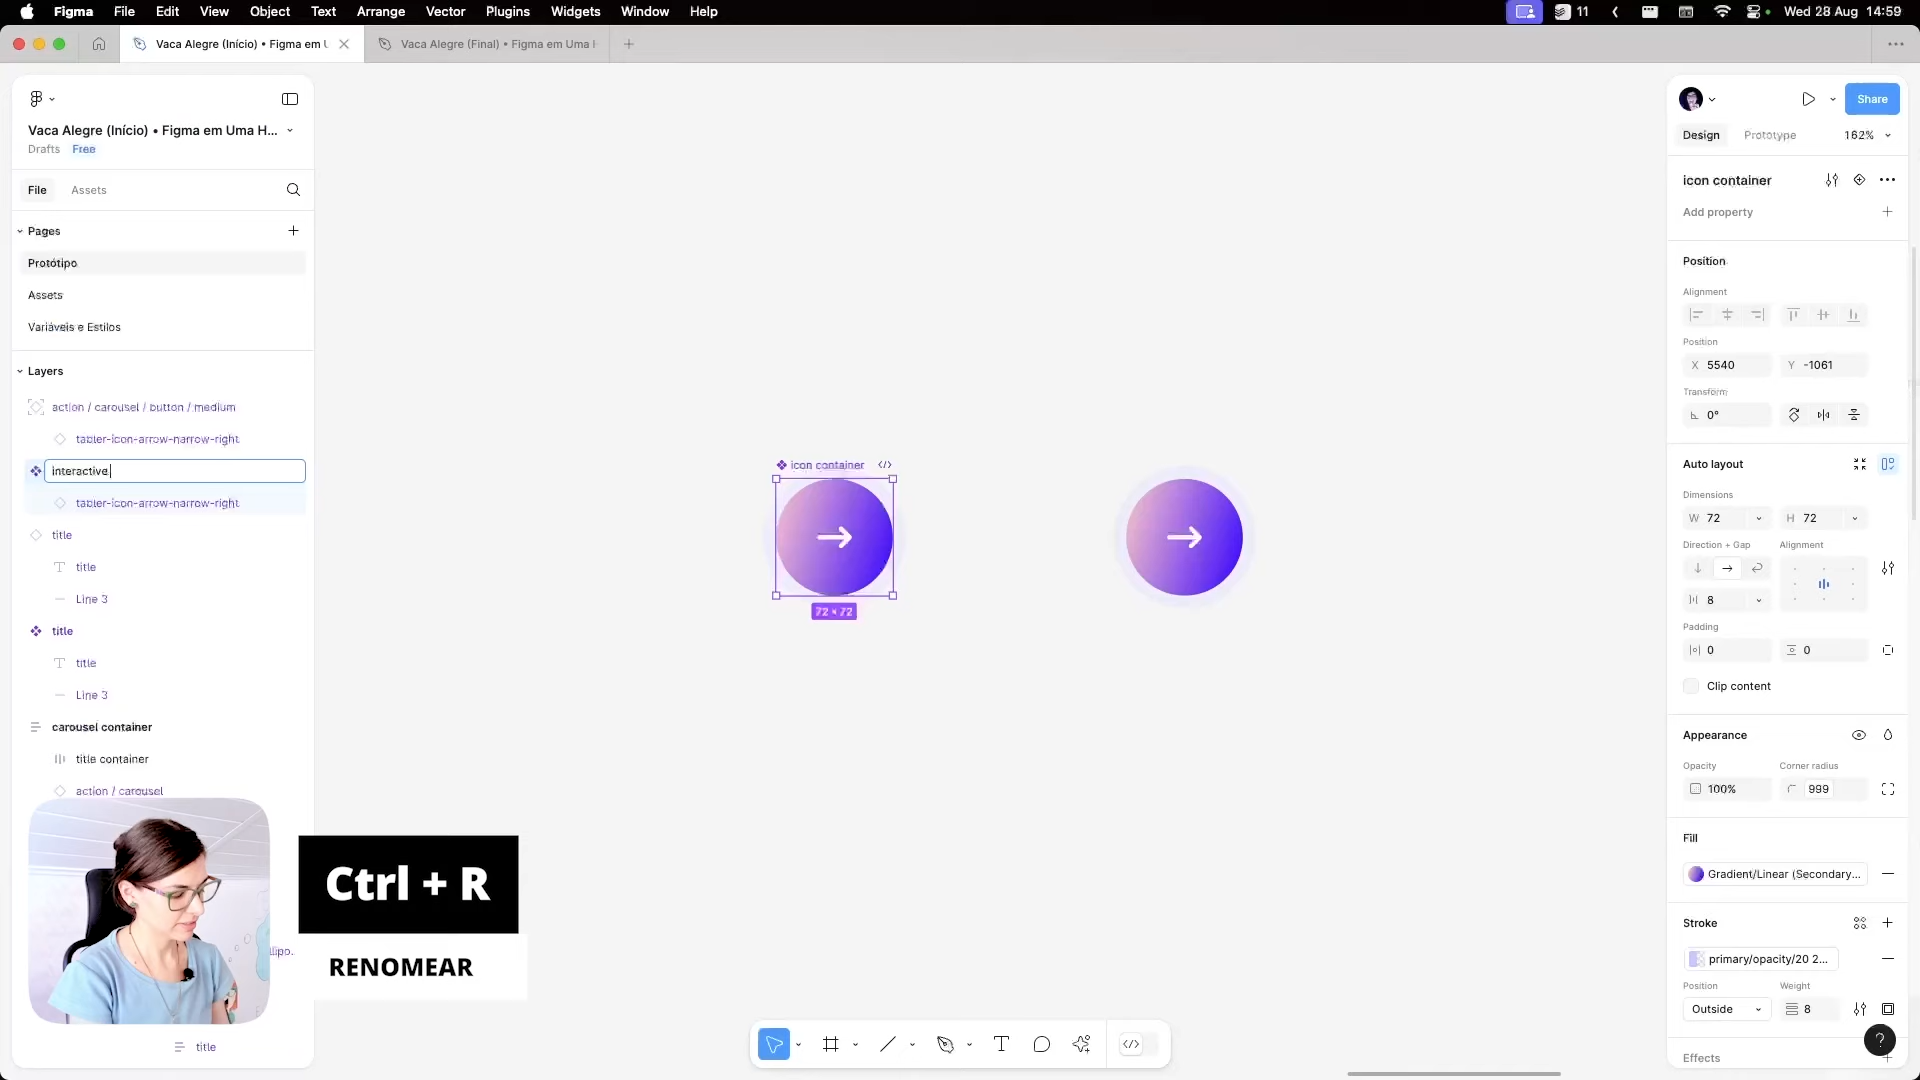 Figma File Edit View Object Text Arrange Vector Plugins Widgets Window Help
11
Wed 28 Aug 14:59
Vaca Alegre (Início) • Figma em U
Vaca Alegre (Final) • Figma em Uma H
Vaca Alegre (Início) • Figma em Uma H...
Drafts Free
File Assets
Pages
Protótipo
Assets
Variáveis e Estilos
Layers
action / carousel / button / medium
tabler-icon-arrow-narrow-right
interactive
tabler-icon-arrow-narrow-right
title
title
Line 3
title
title
Line 3
carousel container
title container
action / carousel
llipo.
title
Ctrl + R
RENOMEAR
icon container
72 × 72
Share
Design Prototype 162%
icon container
Add property
Position
Alignment
Position
X 5540 Y -1061
Transform
0°
Auto layout
Dimensions
W 72 H 72
Direction + Gap Alignment
8
Padding
0 0
Clip content
Appearance
Opacity Corner radius
100% 999
Fill
Gradient/Linear (Secondary...
Stroke
primary/opacity/20 2...
Position Weight
Outside 8
Effects
?